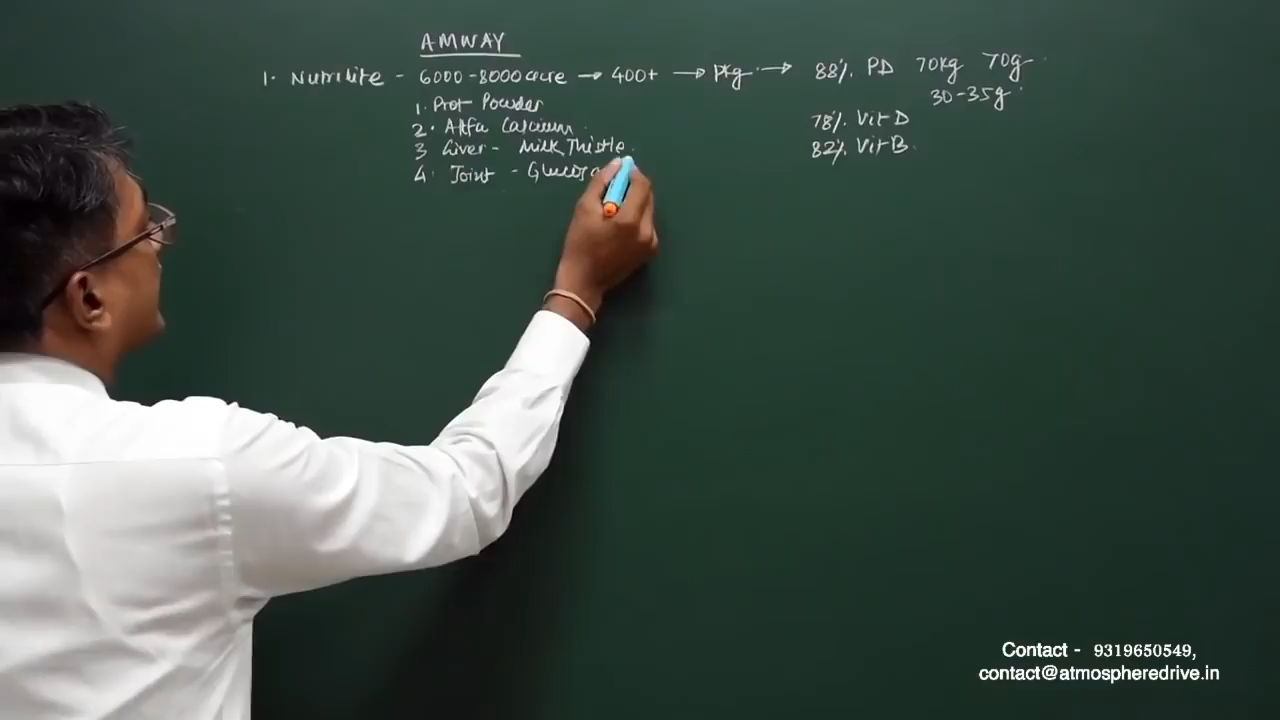 AMWAY
1. Nutrilite - 6000-8000 acre → 400+ → pkg → 88% PD 70kg 70g
30-35g
1. Prot Powder
2. Alfa Calcium
78% Vit D
3 Liver - Milk Thistle
82% Vit B
4. Joint - Glucosa
Contact - 9319650549,
contact@atmospheredrive.in